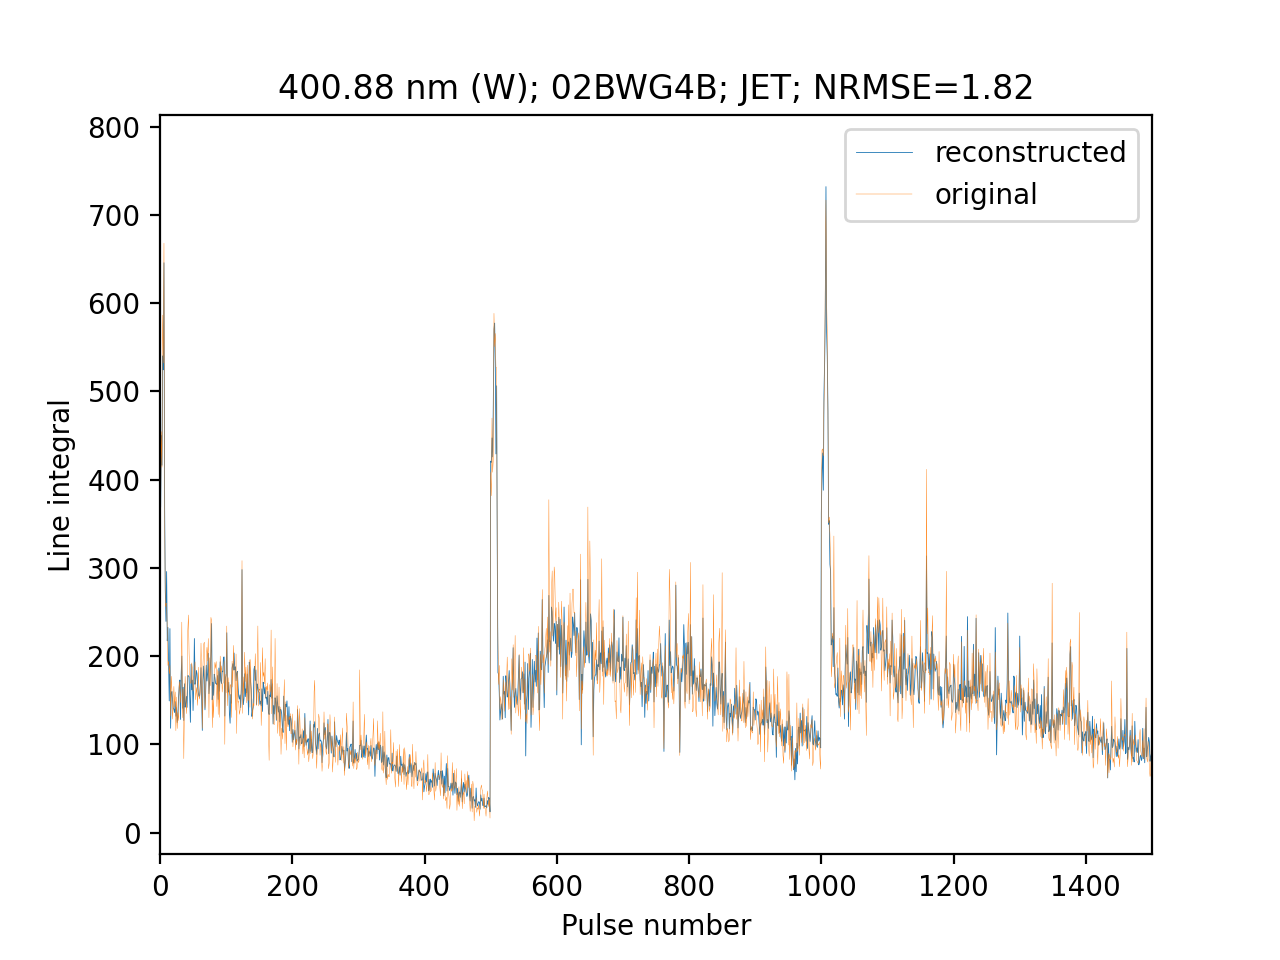 400.88 nm (W); 02BWG4B; JET; NRMSE=1.82
800
700
600
500
400
300
200
100
0
Line integral
reconstructed
original
0 200 400 600 800 1000 1200 1400
Pulse number